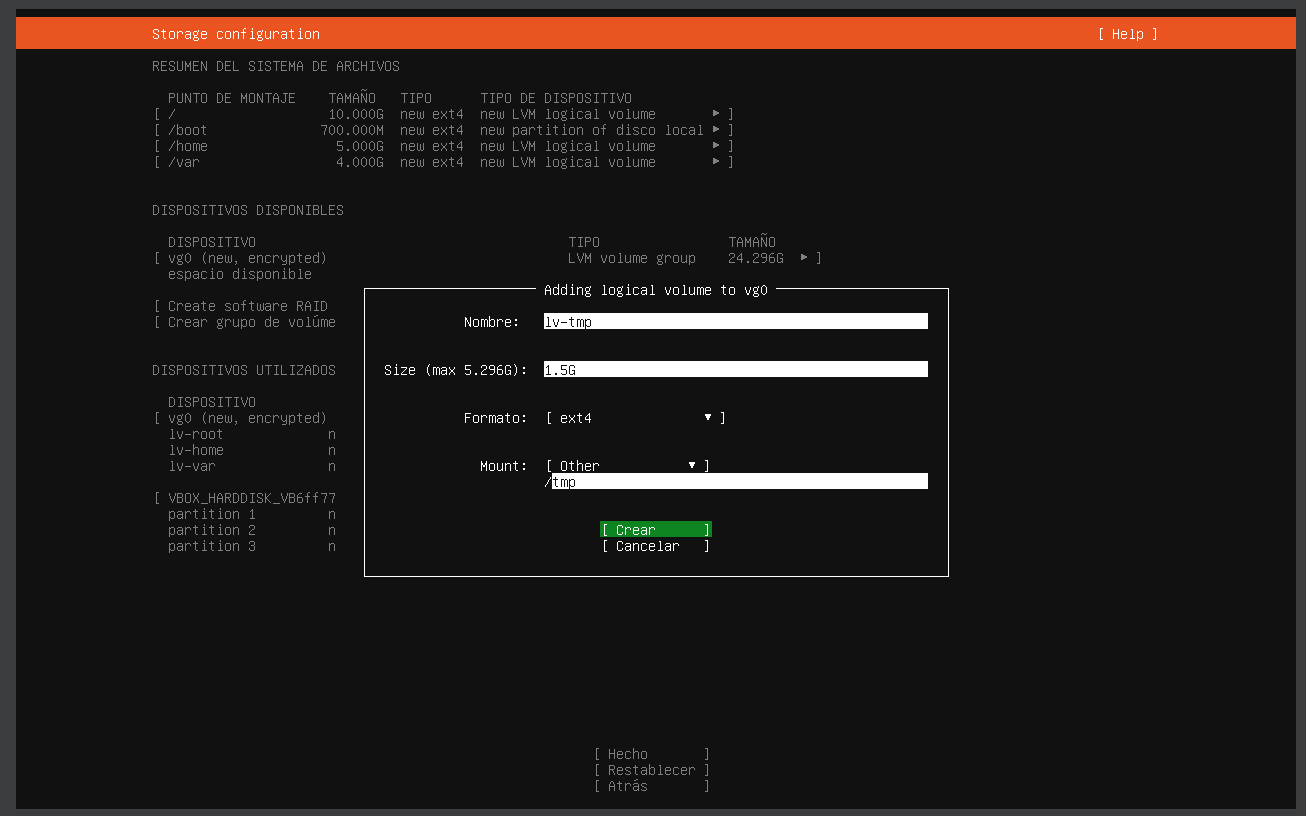 Storage configuration [ Help ]
RESUMEN DEL SISTEMA DE ARCHIVOS
PUNTO DE MONTAJE TAMAÑO TIPO TIPO DE DISPOSITIVO
[ / 10.000G new ext4 new LVM logical volume ▸ ]
[ /boot 700.000M new ext4 new partition of disco local ▸ ]
[ /home 5.000G new ext4 new LVM logical volume ▸ ]
[ /var 4.000G new ext4 new LVM logical volume ▸ ]
DISPOSITIVOS DISPONIBLES
DISPOSITIVO TIPO TAMAÑO
[ vg0 (new, encrypted) LVM volume group 24.296G ▸ ]
espacio disponible
Adding logical volume to vg0
[ Create software RAID
[ Crear grupo de volúme
Nombre: lv-tmp
Size (max 5.296G): 1.5G
DISPOSITIVOS UTILIZADOS
DISPOSITIVO
[ vg0 (new, encrypted)
Formato: [ ext4 ▾ ]
lv-root n
lv-home n
lv-var n
Mount: [ Other ▾ ]
/tmp
[ VBOX_HARDDISK_VB6ff77
partition 1 n
partition 2 n
partition 3 n
[ Crear ]
[ Cancelar ]
[ Hecho ]
[ Restablecer ]
[ Atrás ]